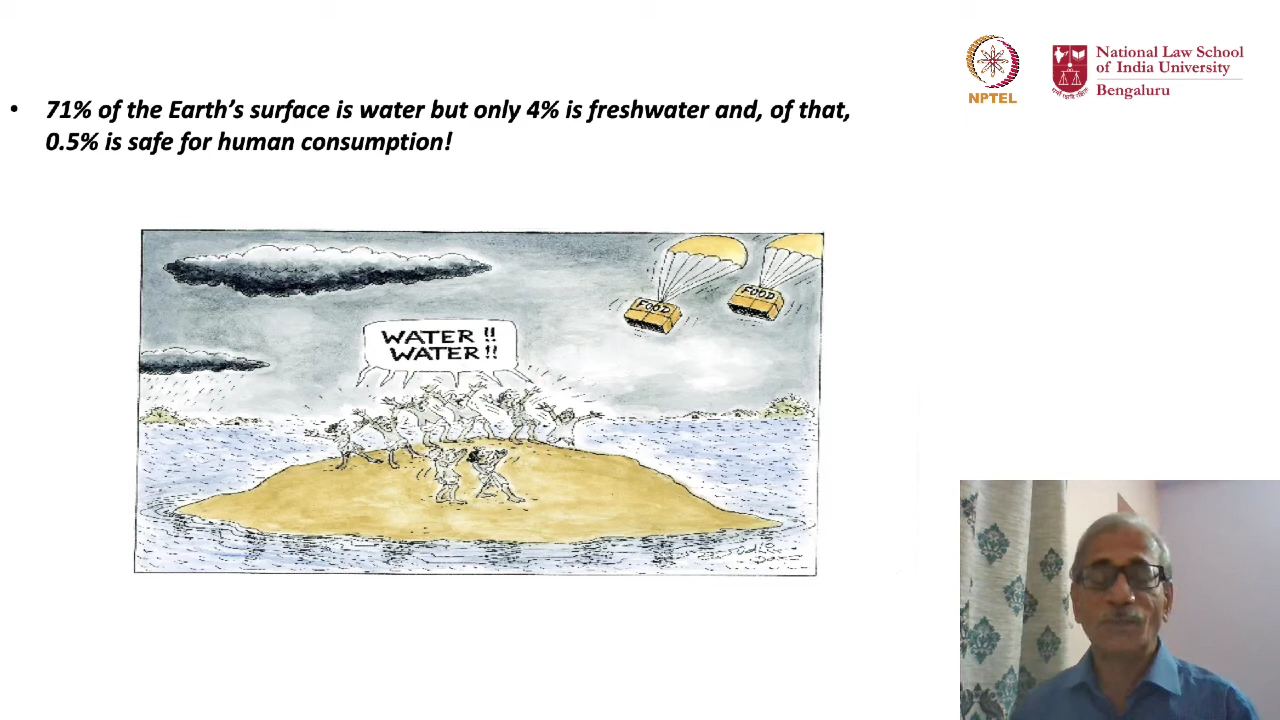 71% of the Earth's surface is water but only 4% is freshwater and, of that,
0.5% is safe for human consumption!
NPTEL
National Law School
of India University
Bengaluru
FOOD
FOOD
WATER !!
WATER !!